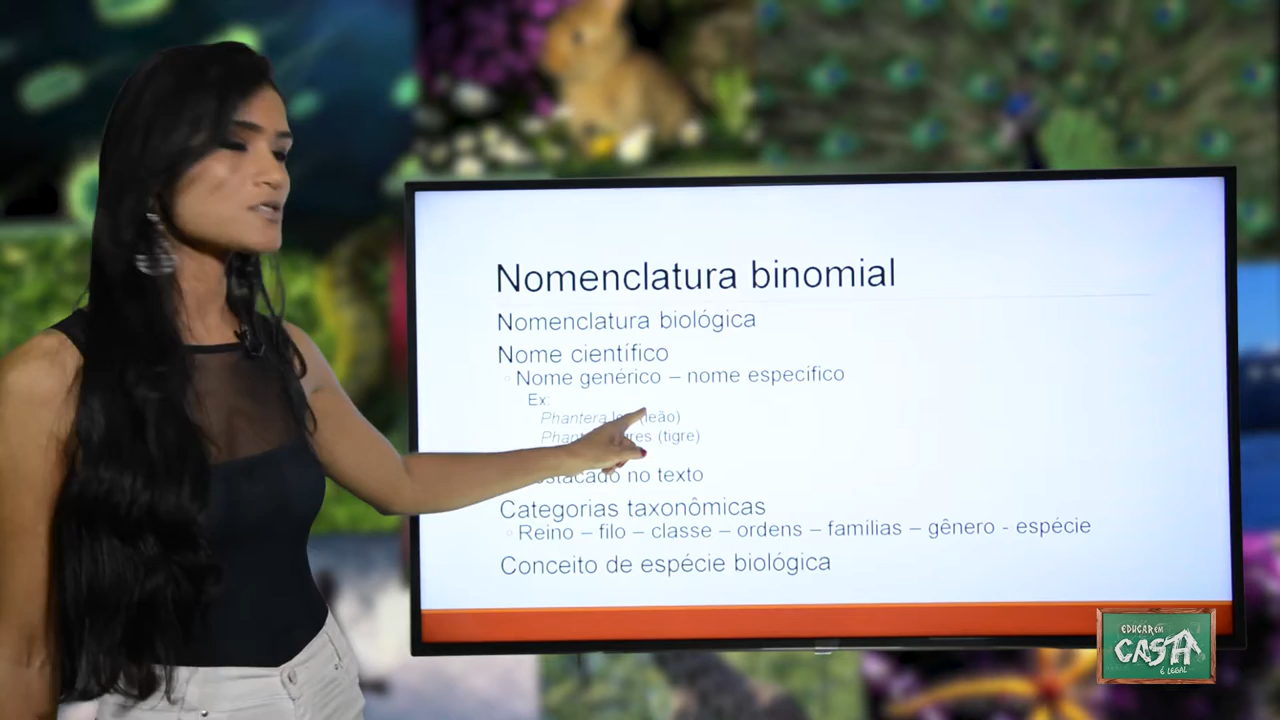 Nomenclatura binomial
Nomenclatura biológica
Nome científico
Nome genérico – nome especifico
Ex:
Phantera (leão)
(tigre)
no texto
Categorias taxonômicas
Reino – filo – classe – ordens – familias – gênero - espécie
Conceito de espécie biológica
EDUCAR EM
CASA
É LEGAL